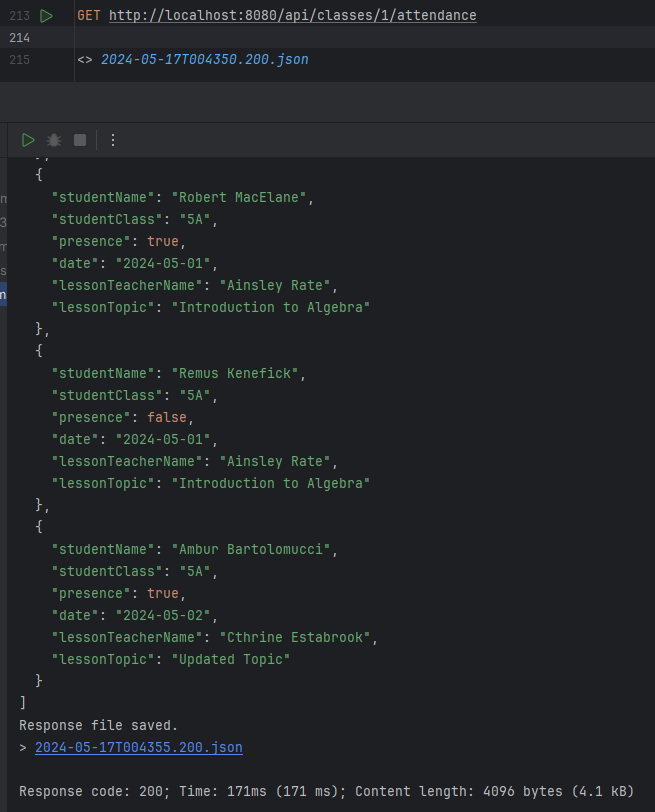 213 GET http://localhost:8080/api/classes/1/attendance
214
215 <> 2024-05-17T004350.200.json
{
"studentName": "Robert MacElane",
"studentClass": "5A",
"presence": true,
"date": "2024-05-01",
"lessonTeacherName": "Ainsley Rate",
"lessonTopic": "Introduction to Algebra"
},
{
"studentName": "Remus Kenefick",
"studentClass": "5A",
"presence": false,
"date": "2024-05-01",
"lessonTeacherName": "Ainsley Rate",
"lessonTopic": "Introduction to Algebra"
},
{
"studentName": "Ambur Bartolomucci",
"studentClass": "5A",
"presence": true,
"date": "2024-05-02",
"lessonTeacherName": "Cthrine Estabrook",
"lessonTopic": "Updated Topic"
}
]
Response file saved.
> 2024-05-17T004355.200.json
Response code: 200; Time: 171ms (171 ms); Content length: 4096 bytes (4.1 kB)